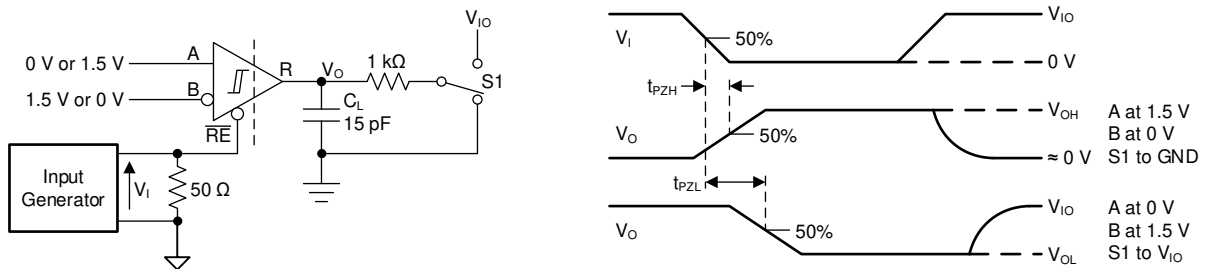 V_IO
0 V or 1.5 V
A
R
V_O
1 kΩ
S1
1.5 V or 0 V
B
C_L
15 pF
RE
Input
Generator
V_I
50 Ω
V_I
50%
V_IO
0 V
t_PZH
V_O
50%
V_OH
≈ 0 V
A at 1.5 V
B at 0 V
S1 to GND
t_PZL
V_O
50%
V_IO
V_OL
A at 0 V
B at 1.5 V
S1 to V_IO